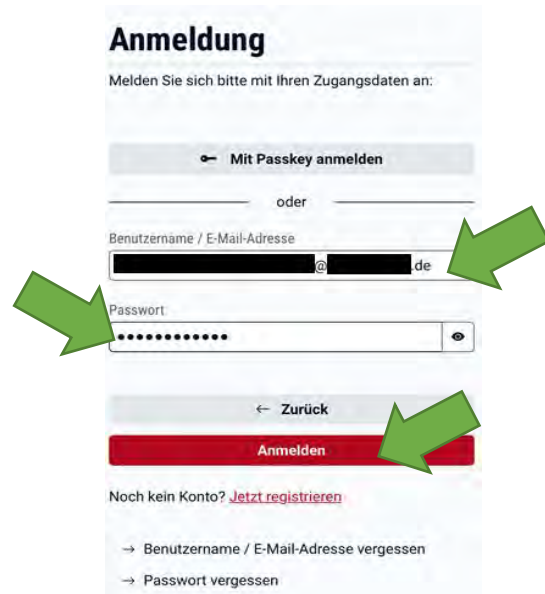 Anmeldung
Melden Sie sich bitte mit Ihren Zugangsdaten an:
Mit Passkey anmelden
oder
Benutzername / E-Mail-Adresse
@ .de
Passwort
••••••••••••
← Zurück
Anmelden
Noch kein Konto? Jetzt registrieren
→ Benutzername / E-Mail-Adresse vergessen
→ Passwort vergessen